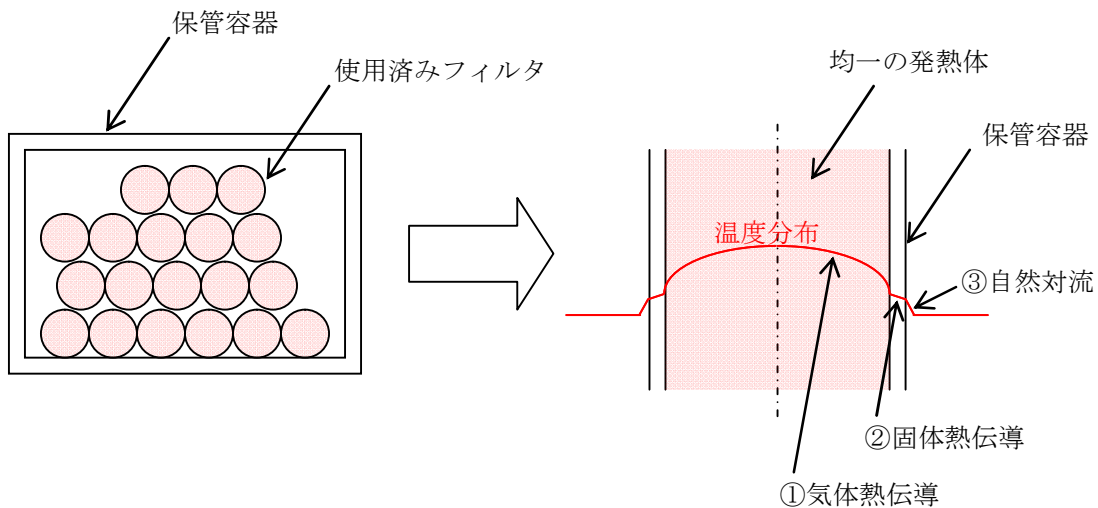 保管容器
使用済みフィルタ
均一の発熱体
保管容器
温度分布
③自然対流
②固体熱伝導
①気体熱伝導